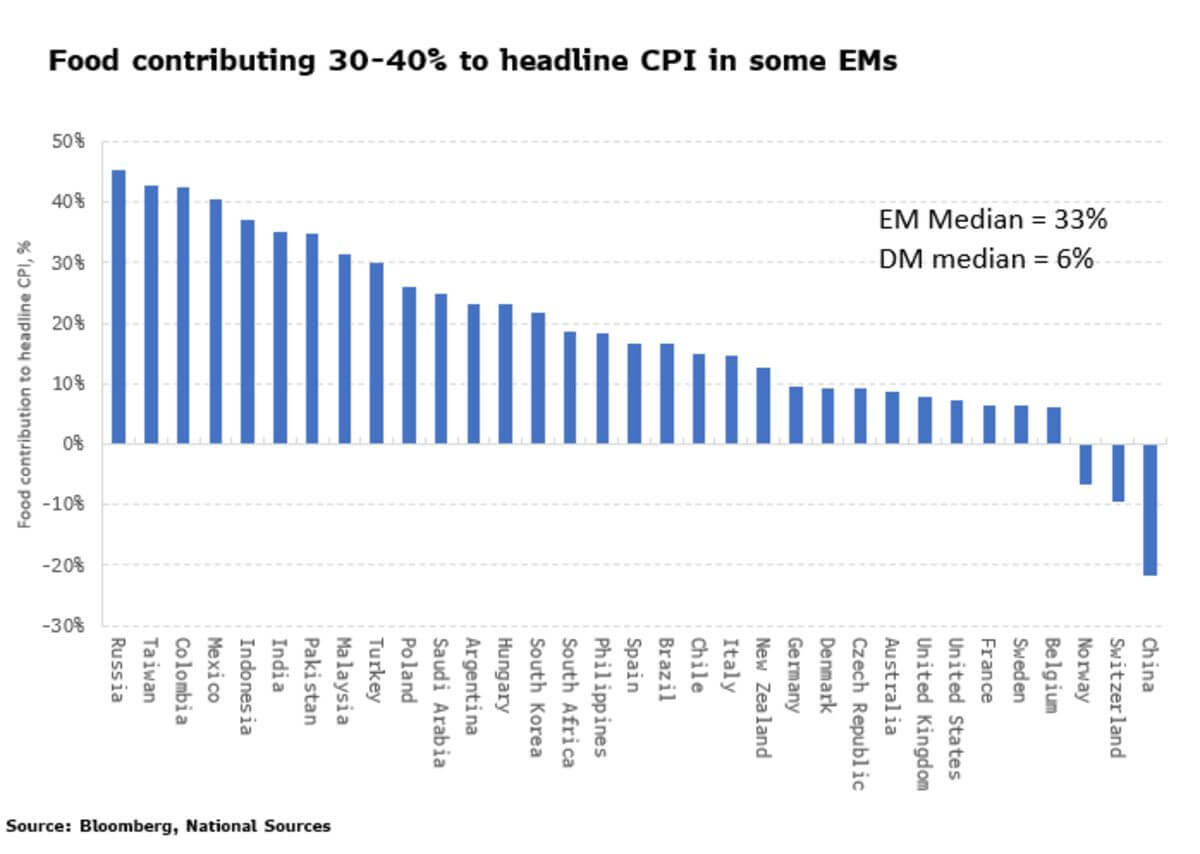 Food contributing 30-40% to headline CPI in some EMs
50%
40%
30%
20%
10%
0%
-10%
-20%
-30%
Food contribution to headline CPI, %
EM Median = 33%
DM median = 6%
Russia
Taiwan
Colombia
Mexico
Indonesia
India
Pakistan
Malaysia
Turkey
Poland
Saudi Arabia
Argentina
Hungary
South Korea
South Africa
Philippines
Spain
Brazil
Chile
Italy
New Zealand
Germany
Denmark
Czech Republic
Australia
United Kingdom
United States
France
Sweden
Belgium
Norway
Switzerland
China
Source: Bloomberg, National Sources